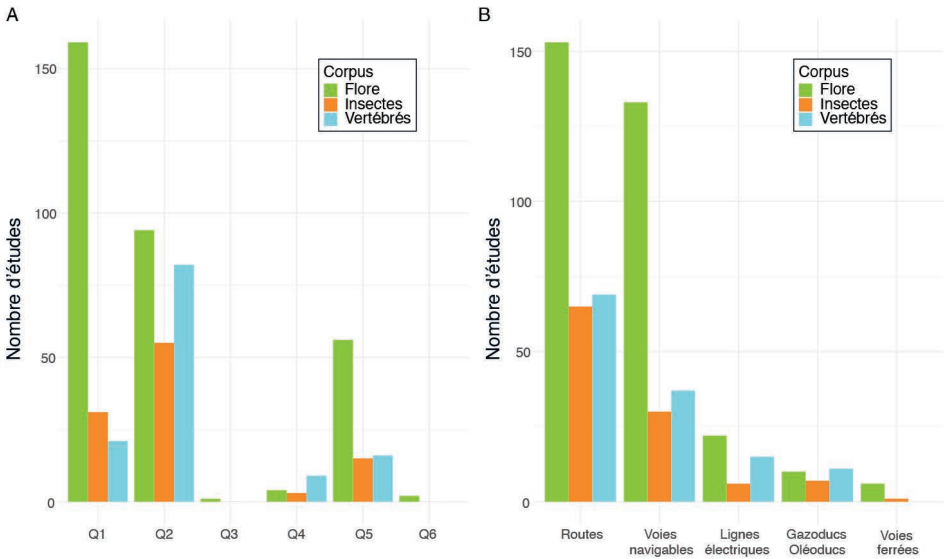 A
Nombre d'études
150
100
50
0
Corpus
Flore
Insectes
Vertébrés
Q1 Q2 Q3 Q4 Q5 Q6
B
Nombre d'études
150
100
50
0
Corpus
Flore
Insectes
Vertébrés
Routes
Voies
navigables
Lignes
électriques
Gazoducs
Oléoducs
Voies
ferrées